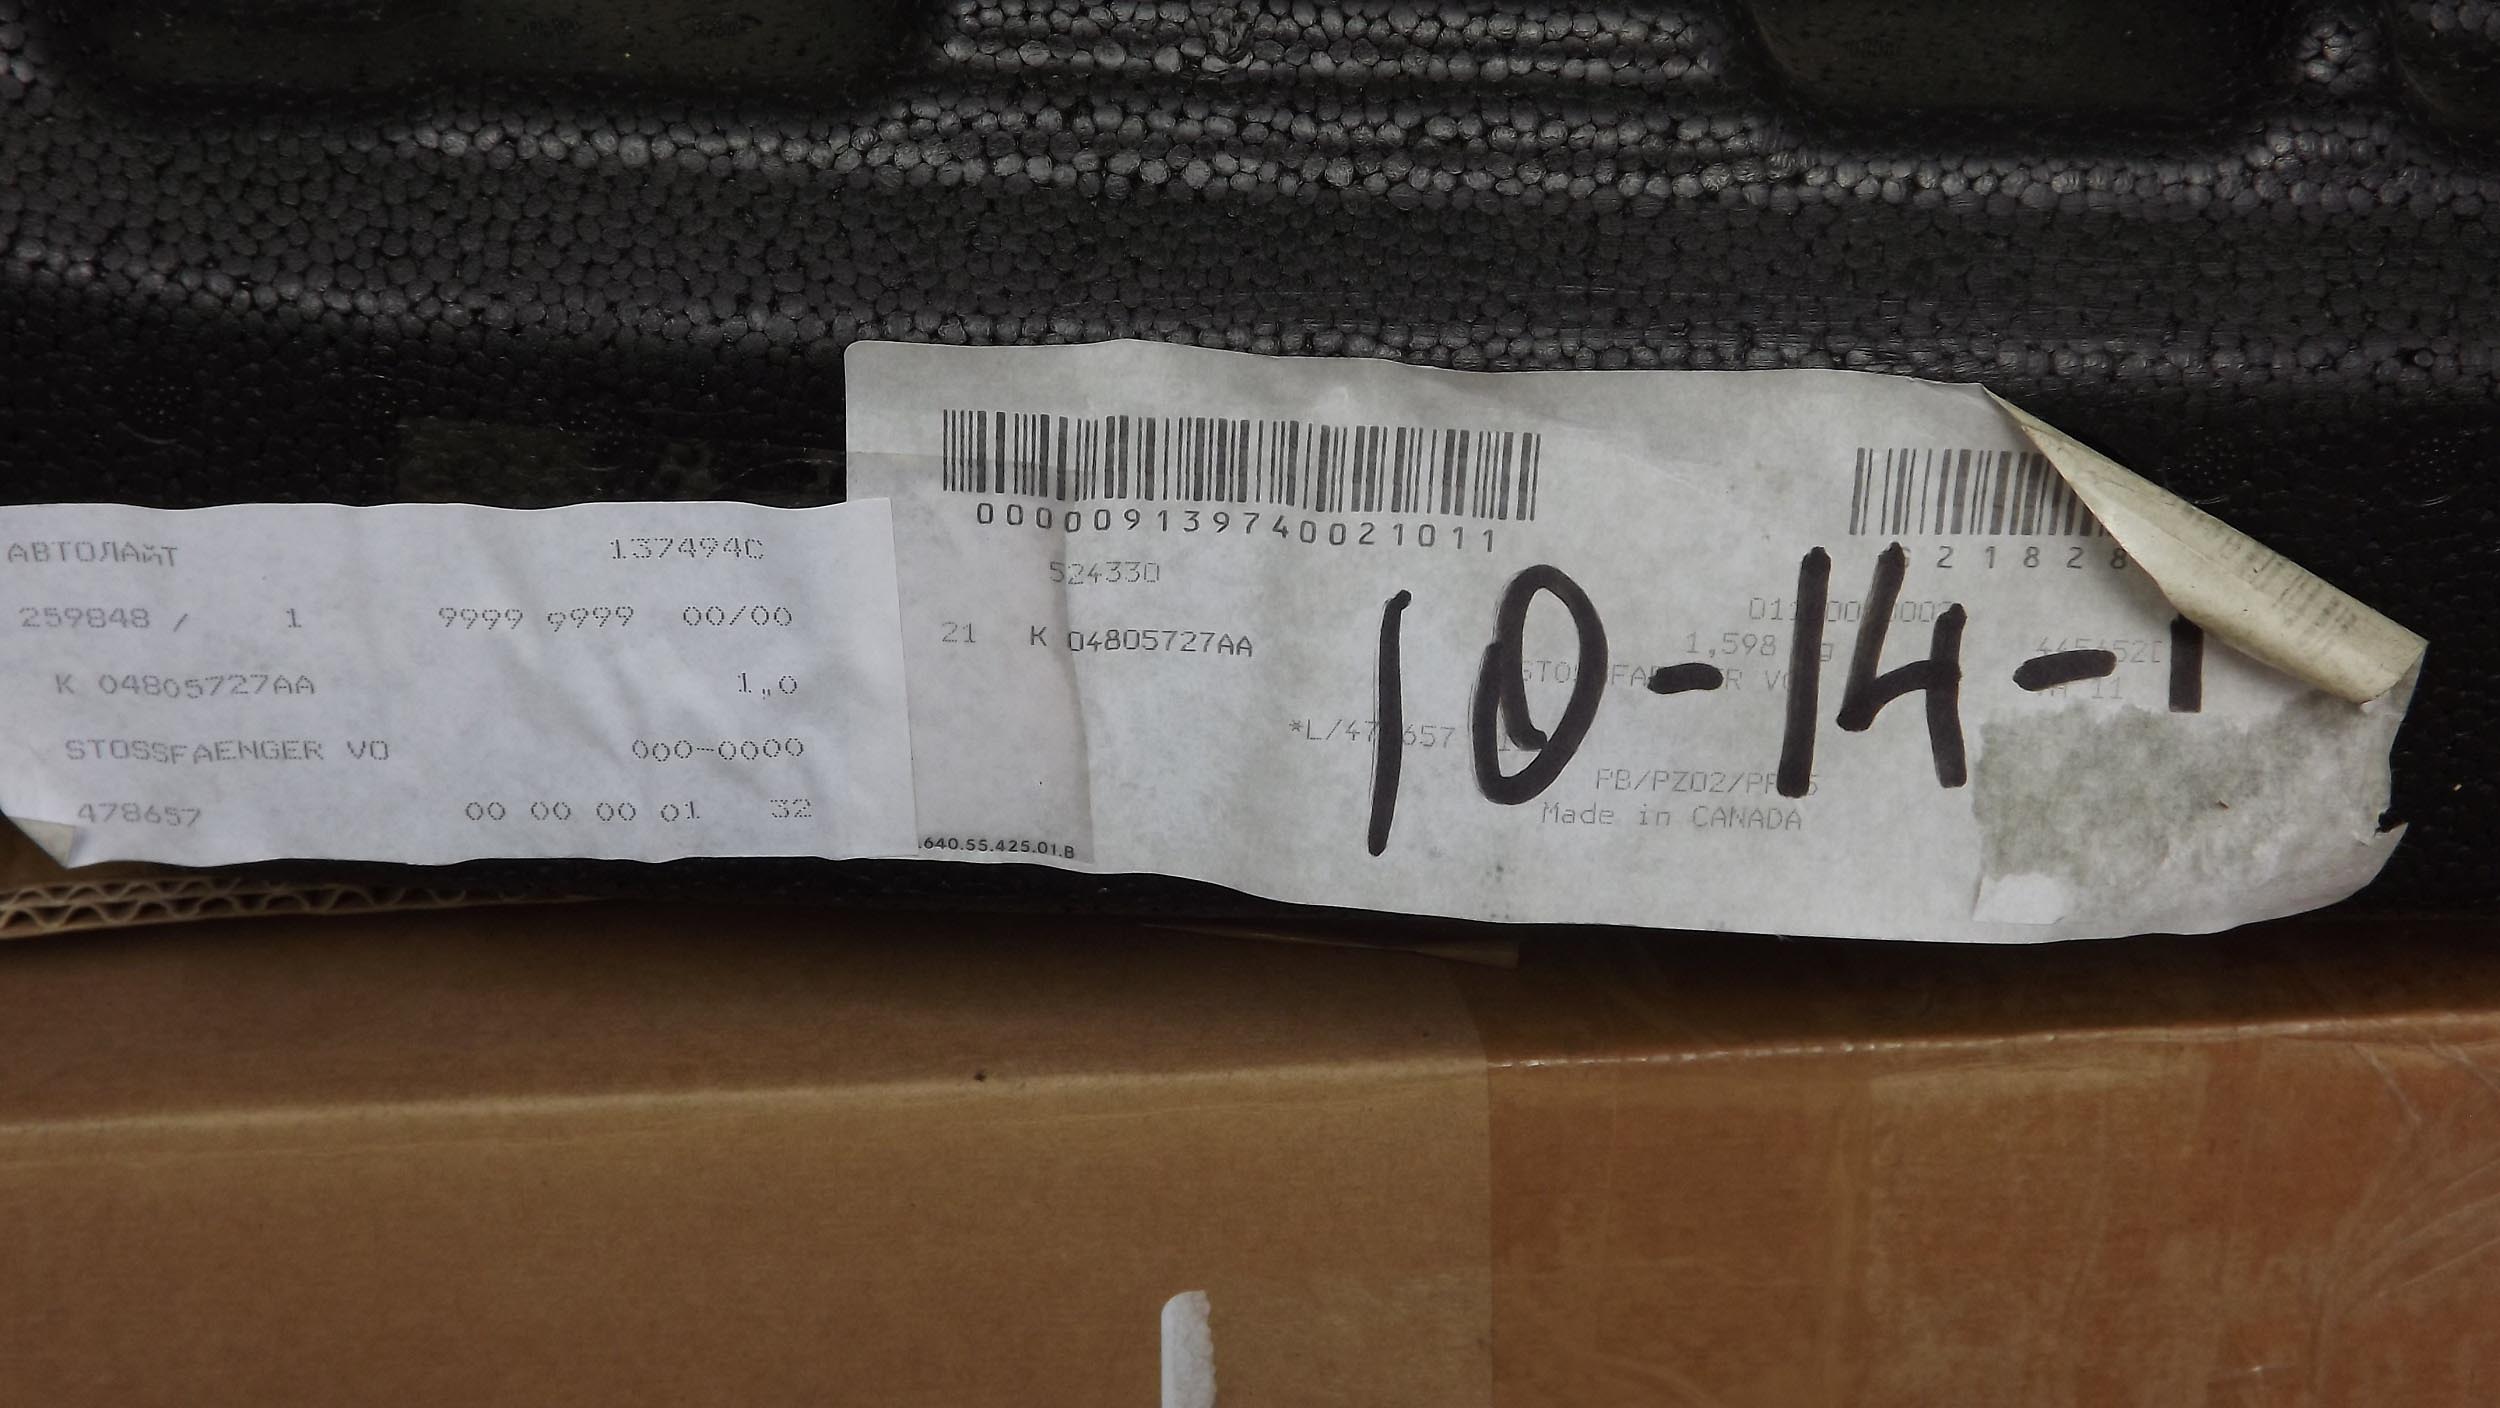 АВТОЛАЙТ 137494C
259848 / 1 9999 9999 00/00
K 04805727AA 1,0
STOSSFAENGER VO 000-0000
478657 00 00 00 01 32
0000091397400021011
21828
524330
21 K 04805727AA
1,598
10-14-1
PB/PZ02/
Made in CANADA
.640.55.425.01.B